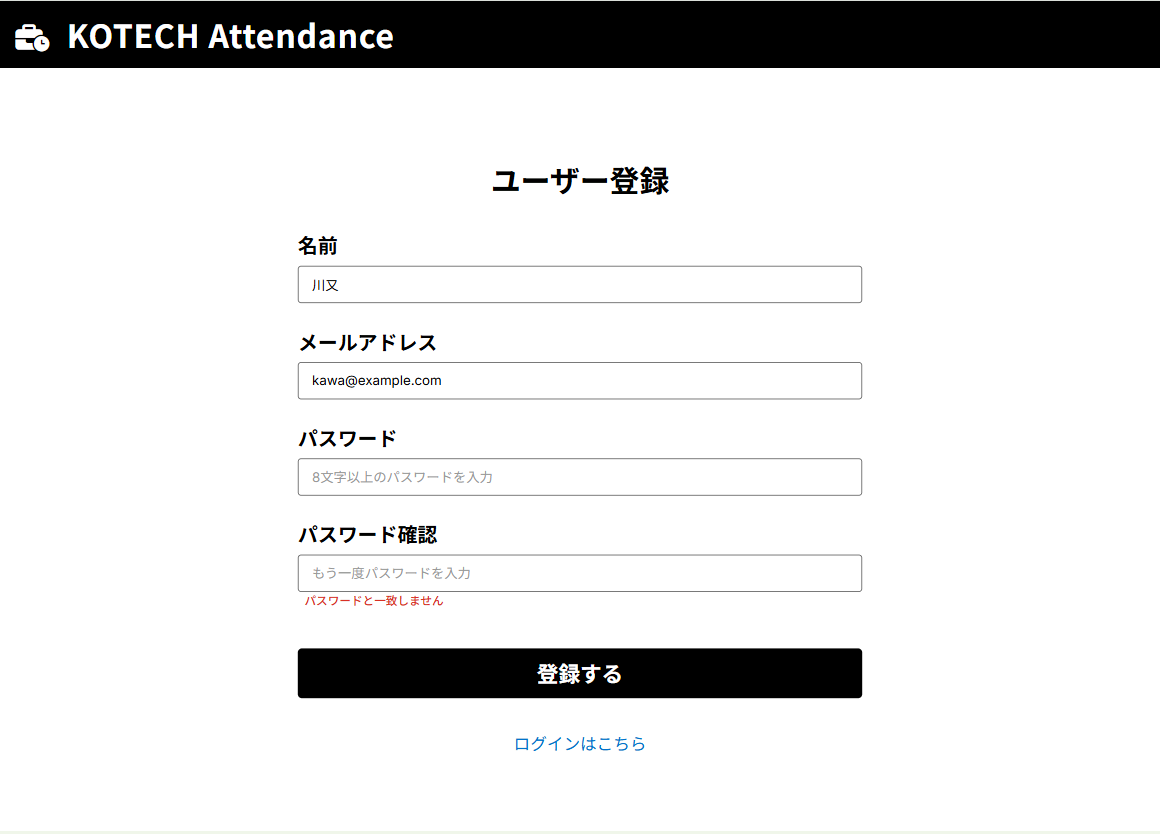 KOTECH Attendance
ユーザー登録
名前
川又
メールアドレス
kawa@example.com
パスワード
8文字以上のパスワードを入力
パスワード確認
もう一度パスワードを入力
パスワードと一致しません
登録する
ログインはこちら